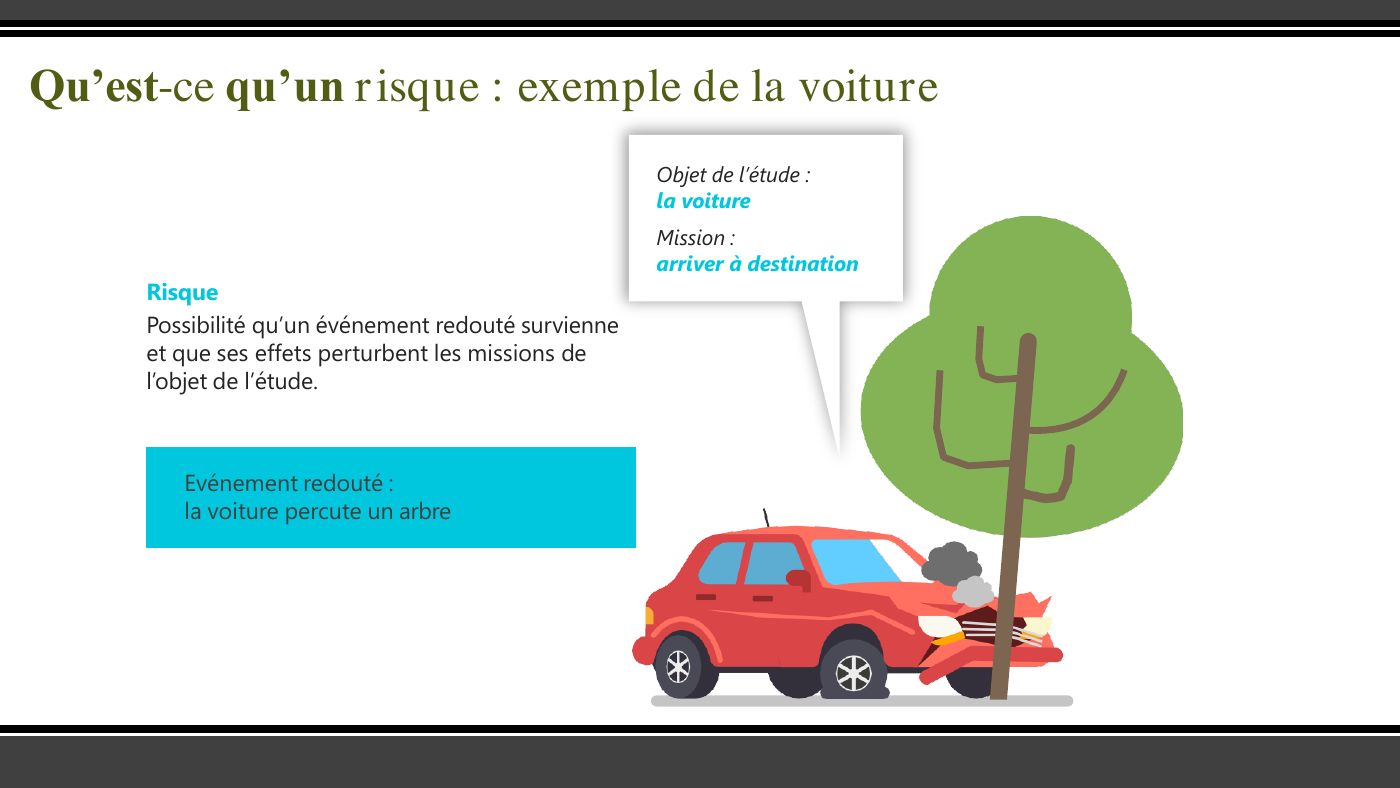 Qu’est-ce qu’un risque : exemple de la voiture
Objet de l’étude :
la voiture
Mission :
arriver à destination
Risque
Possibilité qu’un événement redouté survienne
et que ses effets perturbent les missions de
l’objet de l’étude.
Evénement redouté :
la voiture percute un arbre